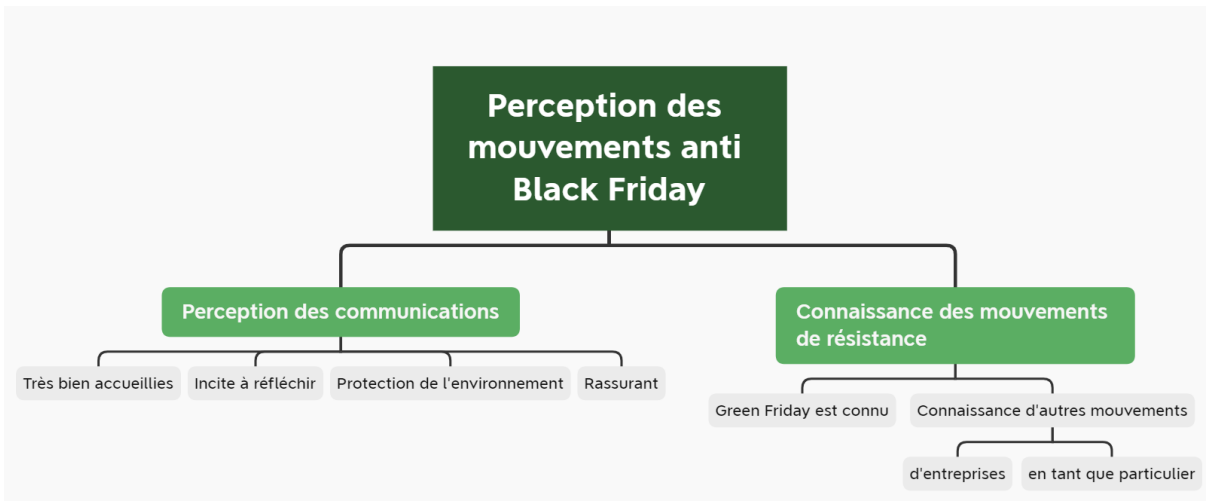 Perception des
mouvements anti
Black Friday
Perception des communications
Connaissance des mouvements
de résistance
Très bien accueillies
Incite à réfléchir
Protection de l'environnement
Rassurant
Green Friday est connu
Connaissance d'autres mouvements
d'entreprises
en tant que particulier